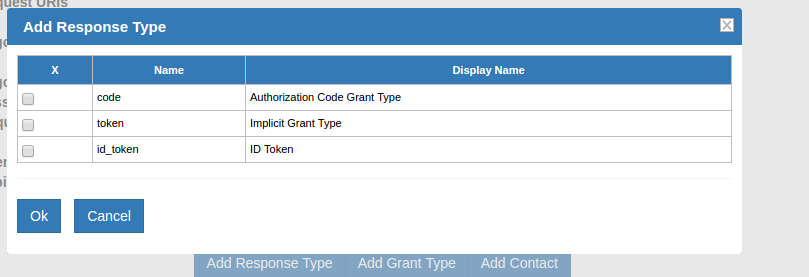 quest URIs
Add Response Type
X
X Name Display Name
code Authorization Code Grant Type
token Implicit Grant Type
id_token ID Token
Ok Cancel
Add Response Type Add Grant Type Add Contact